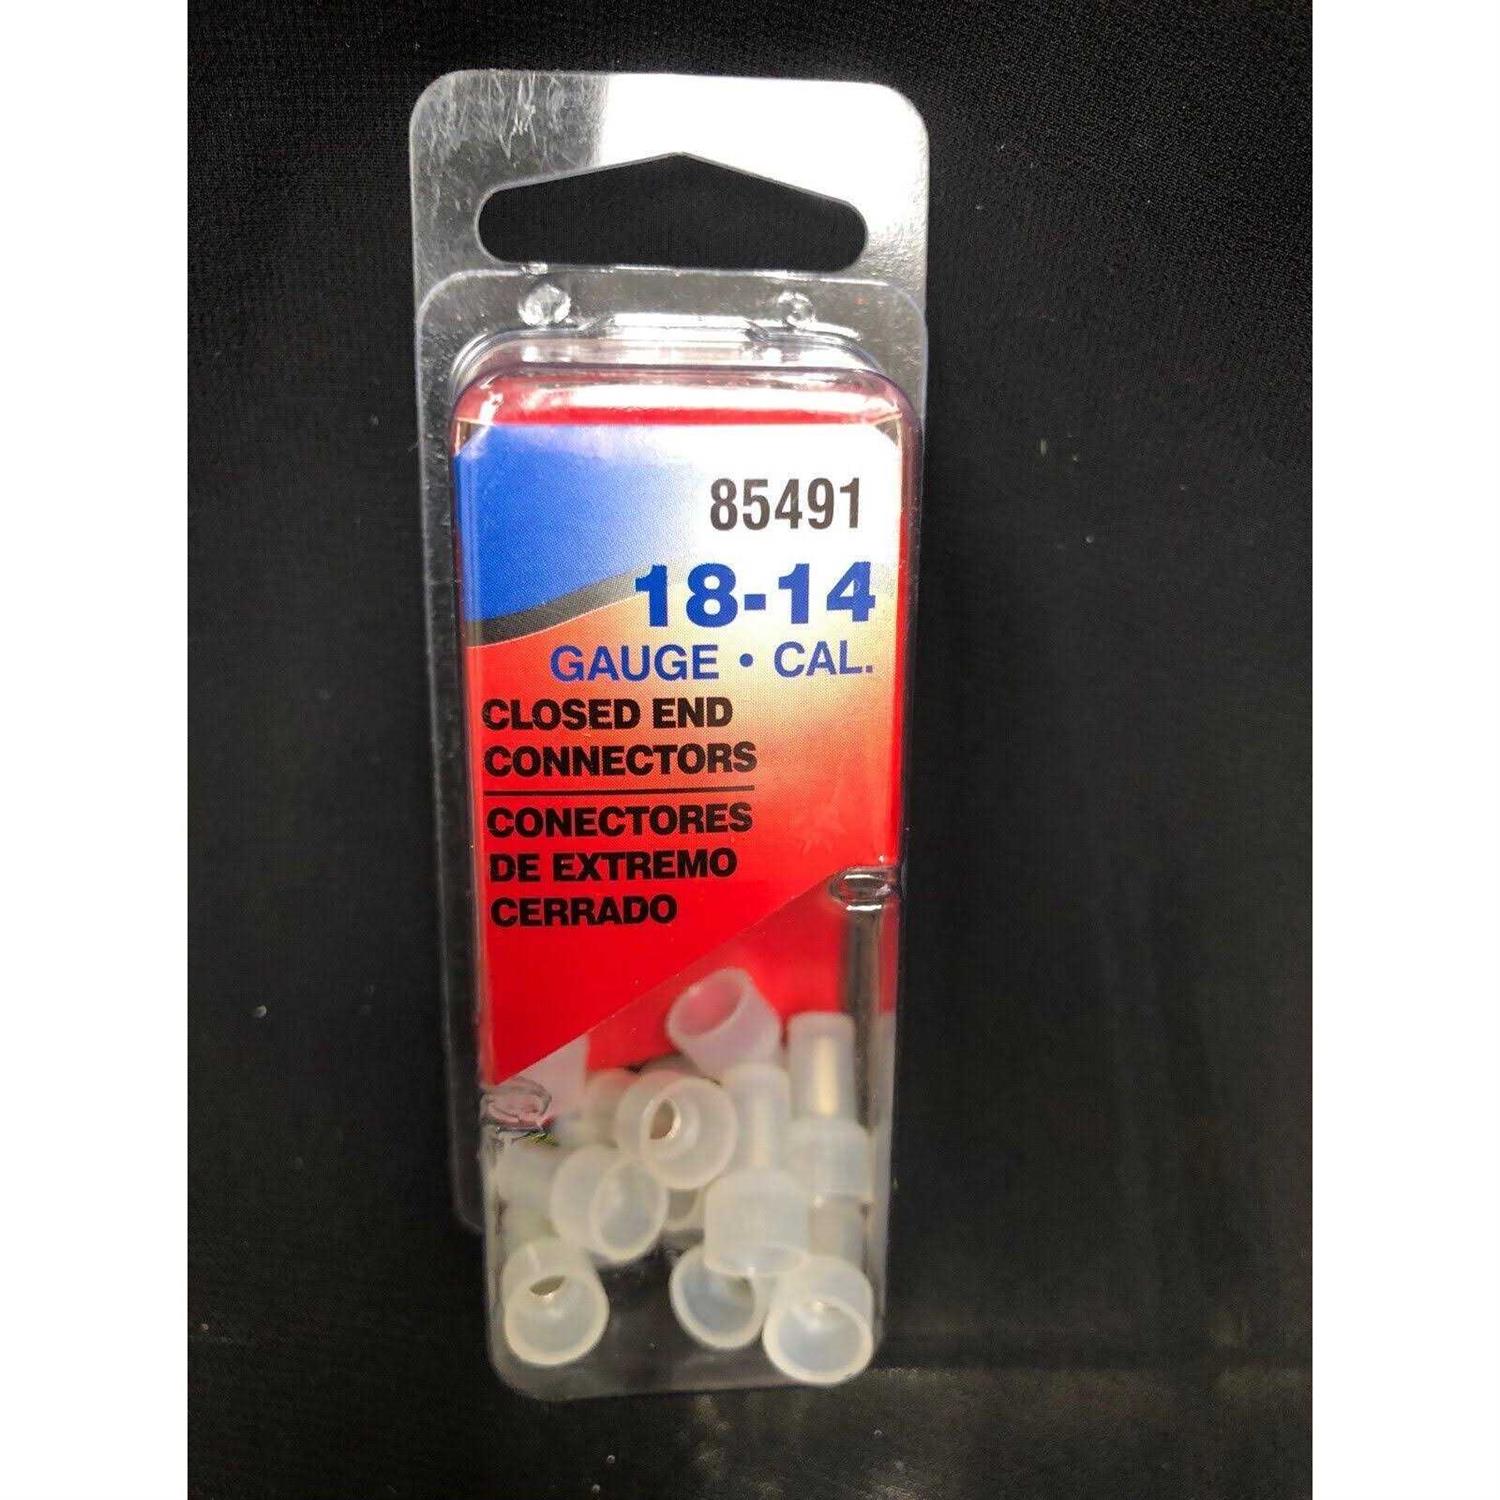 85491
18-14
GAUGE • CAL.
CLOSED END
CONNECTORS
CONECTORES
DE EXTREMO
CERRADO